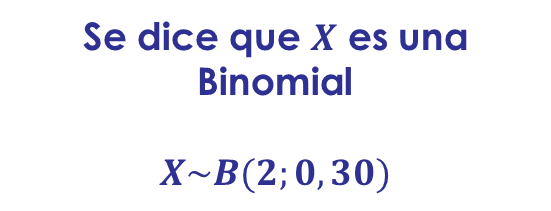 Se dice que X es una
Binomial
X~B(2;0,30)